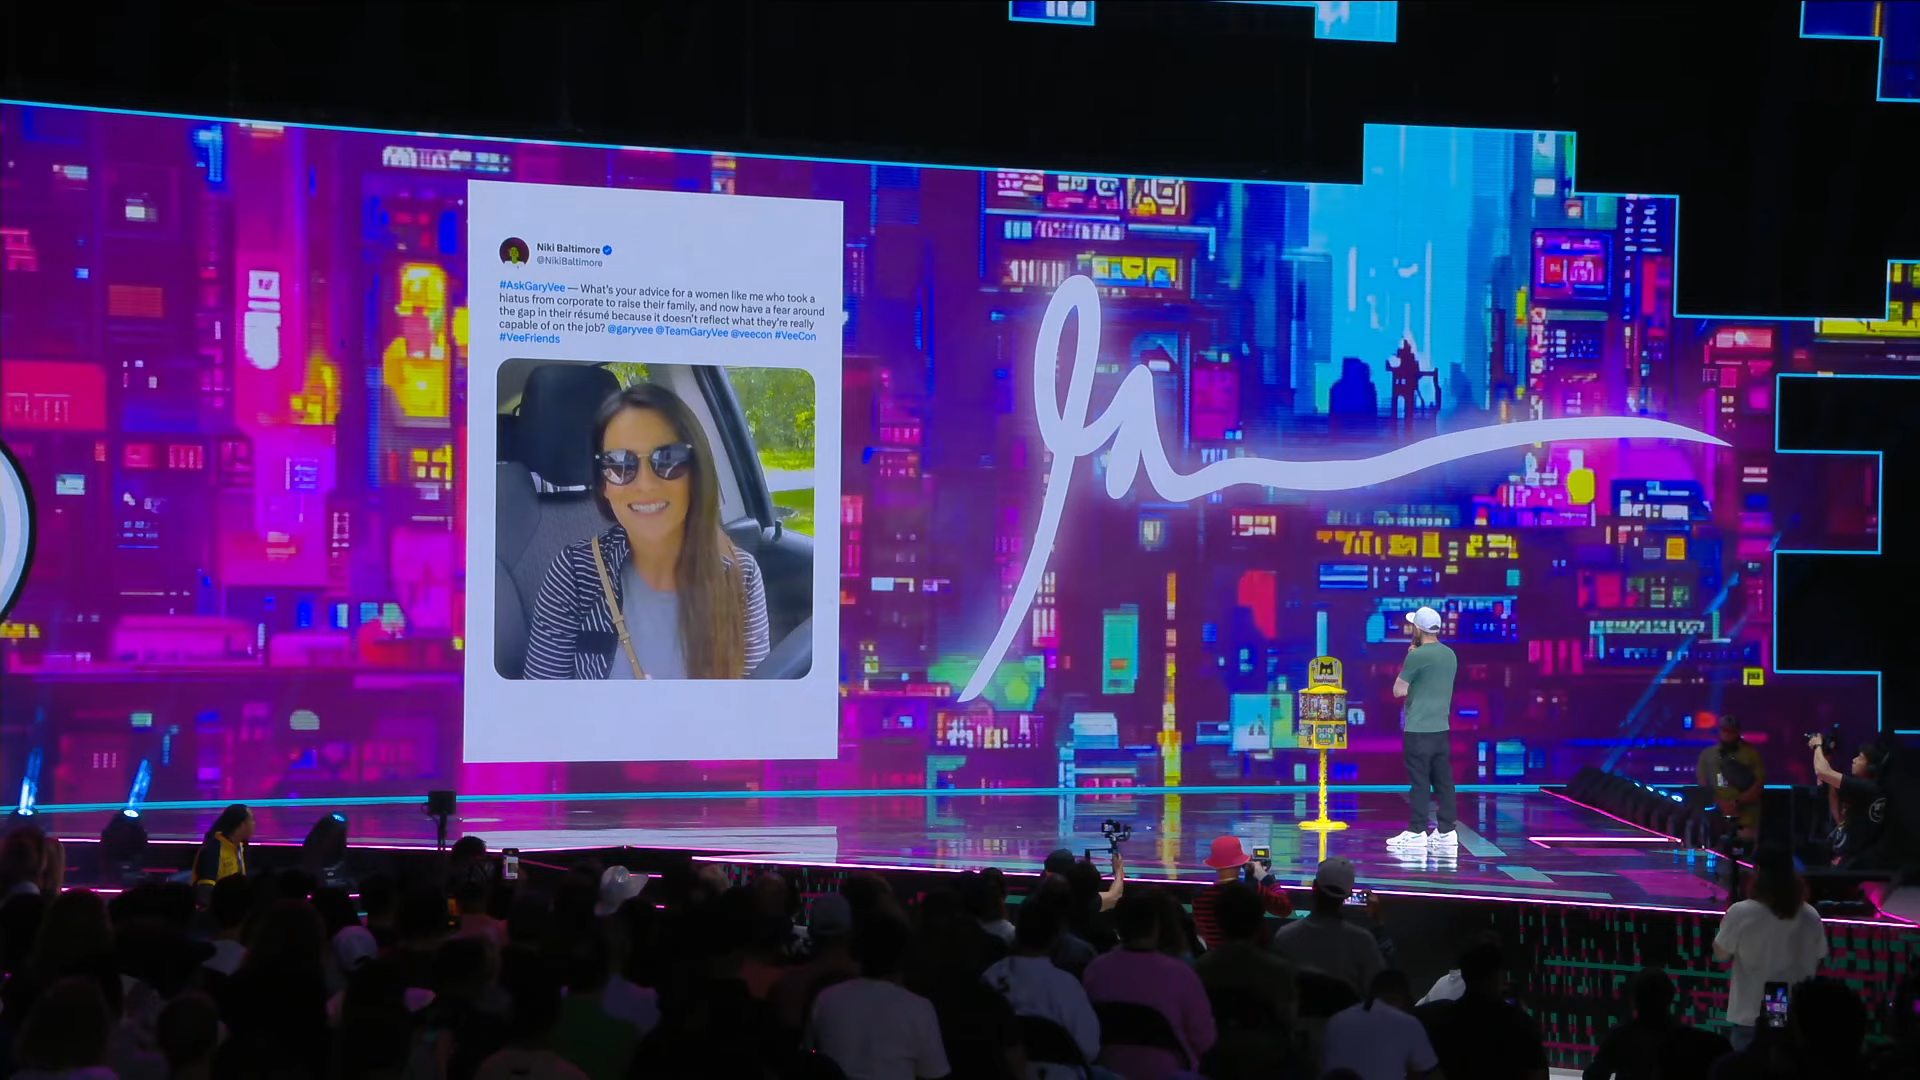 Niki Baltimore
@NikiBaltimore
#AskGaryVee — What's your advice for a women like me who took a
hiatus from corporate to raise their family, and now have a fear around
the gap in their résumé because it doesn't reflect what they're really
capable of on the job? @garyvee @TeamGaryVee @veecon #VeeCon
#VeeFriends